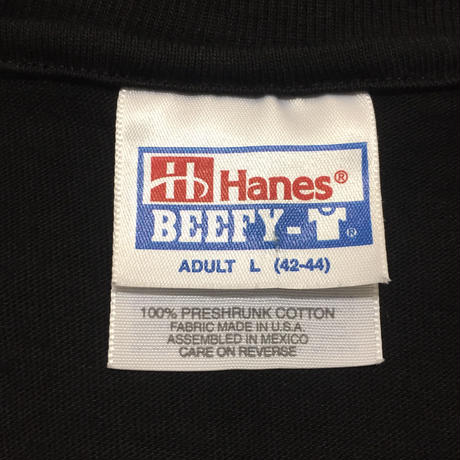 H Hanes®
BEEFY-T®
ADULT L (42-44)
100% PRESHRUNK COTTON
FABRIC MADE IN U.S.A.
ASSEMBLED IN MEXICO
CARE ON REVERSE